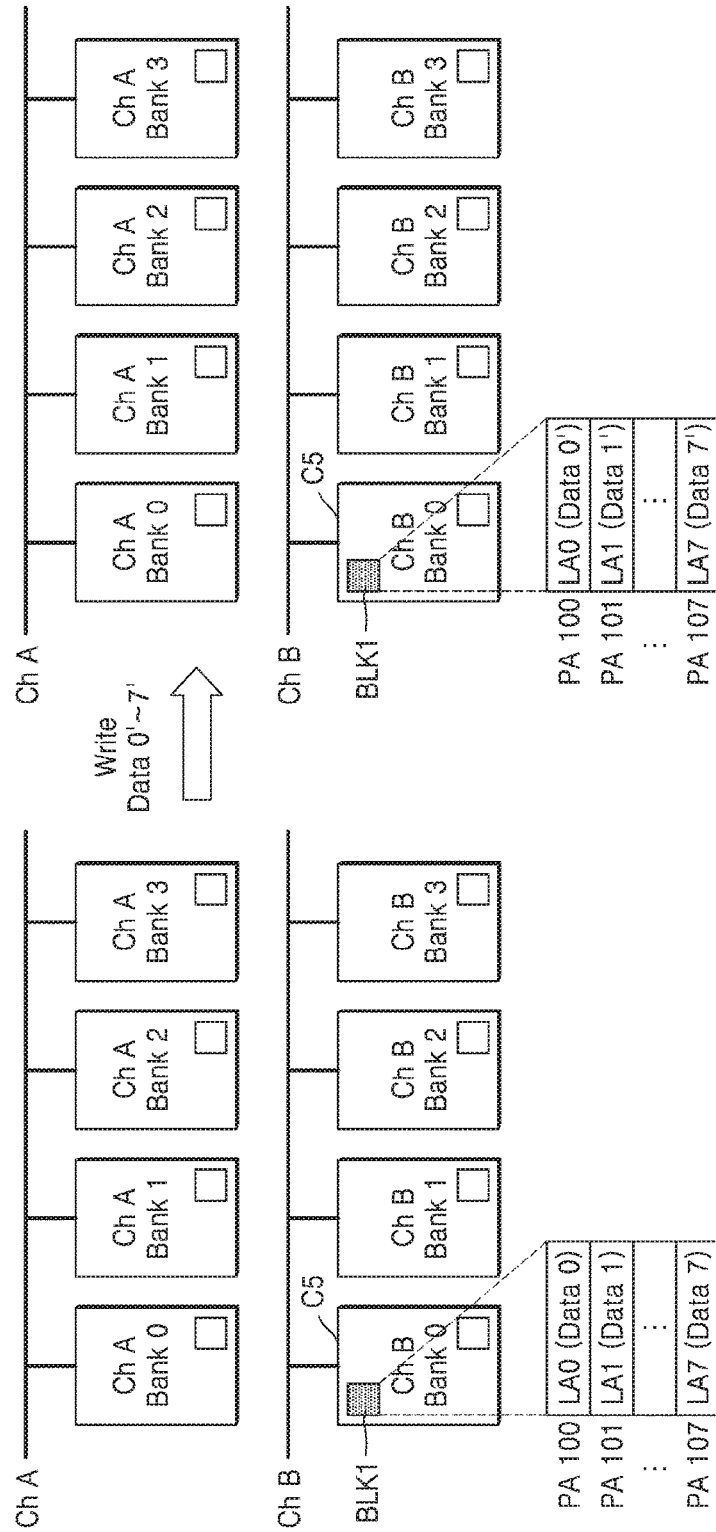 Ch A
Ch A
Bank 0
Ch A
Bank 1
Ch A
Bank 2
Ch A
Bank 3
Ch B
C5
Ch B
Bank 0
Ch B
Bank 1
Ch B
Bank 2
Ch B
Bank 3
BLK1
PA 100 LA0 (Data 0)
PA 101 LA1 (Data 1)
⋮ ⋮
PA 107 LA7 (Data 7)
Write
Data 0'~7'
Ch A
Ch A
Bank 0
Ch A
Bank 1
Ch A
Bank 2
Ch A
Bank 3
Ch B
C5
Ch B
Bank 0
Ch B
Bank 1
Ch B
Bank 2
Ch B
Bank 3
BLK1
PA 100 LA0 (Data 0')
PA 101 LA1 (Data 1')
⋮ ⋮
PA 107 LA7 (Data 7')